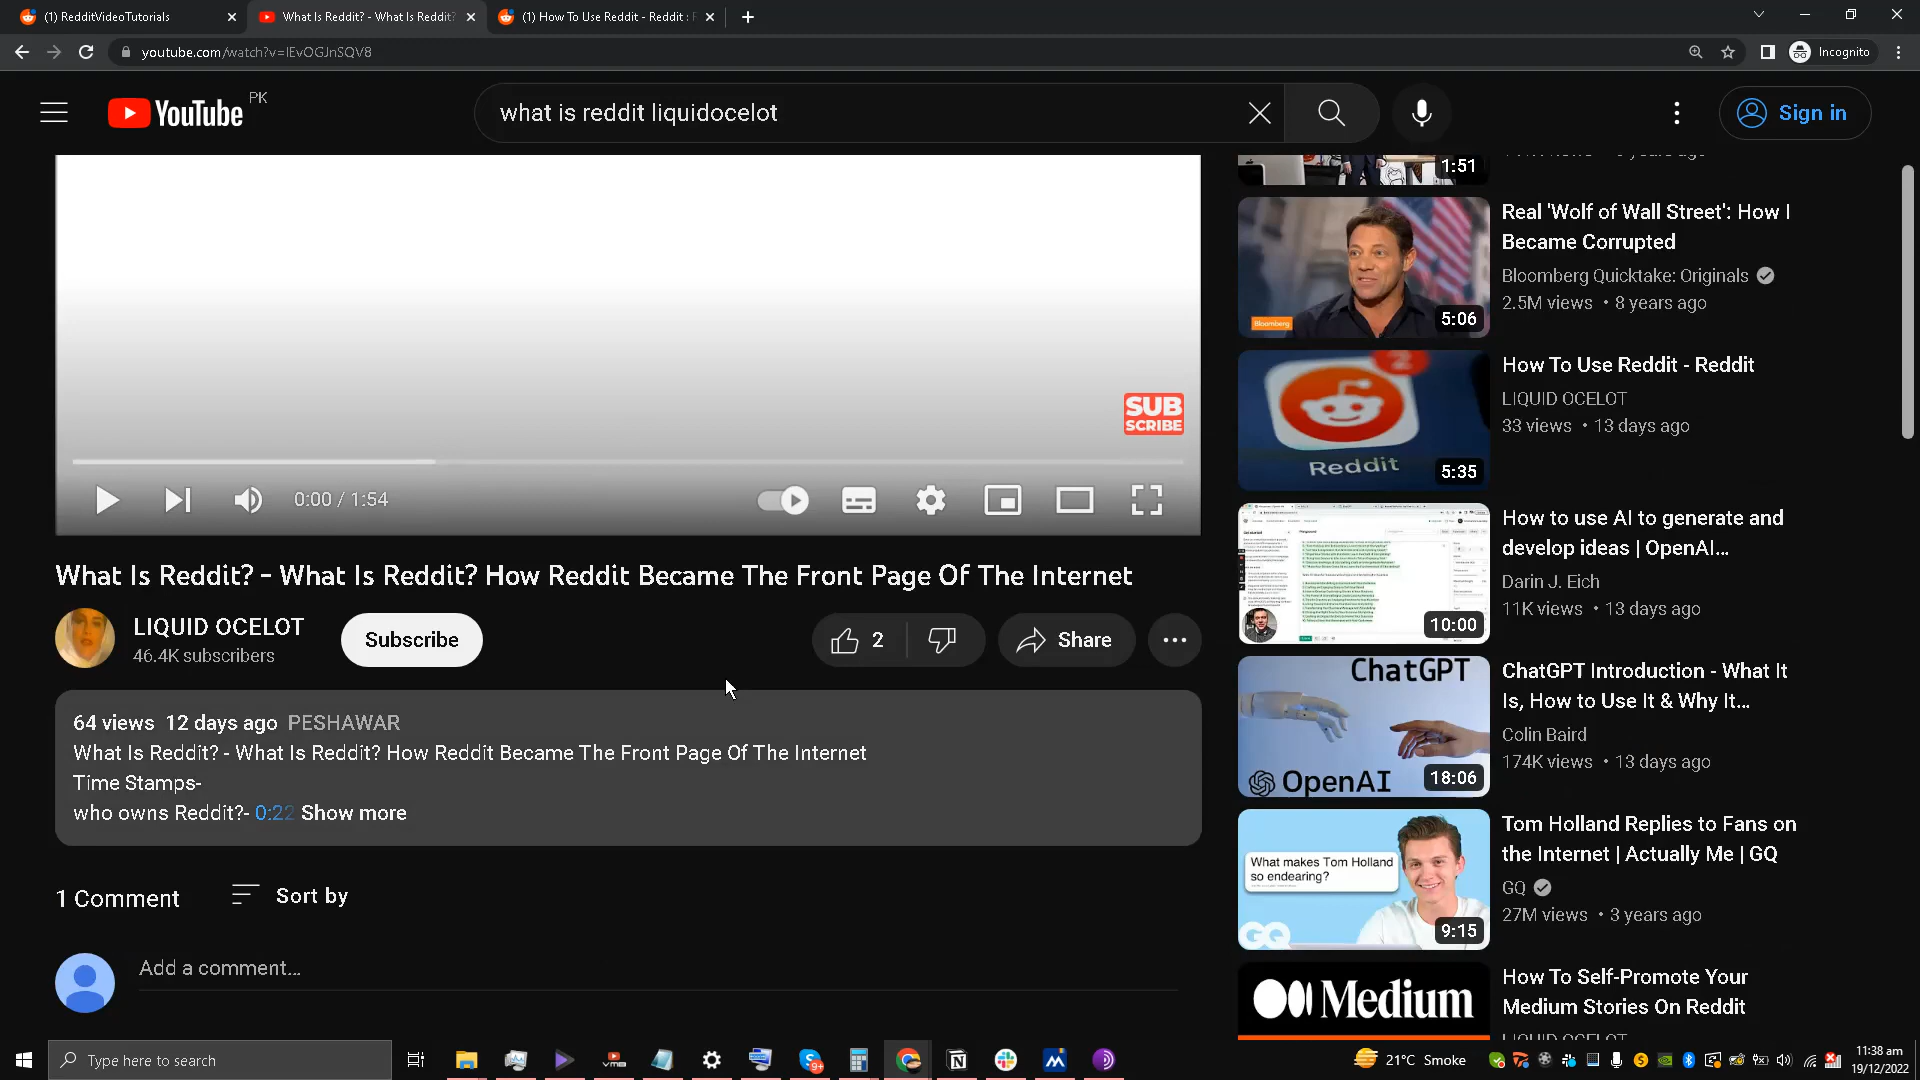 (1) RedditVideoTutorials
What Is Reddit? - What Is Reddit?
(1) How To Use Reddit - Reddit :
youtube.com/watch?v=IEvOGJnSQV8
Incognito
YouTube PK
what is reddit liquidocelot
Sign in
1:51
SUB
SCRIBE
0:00 / 1:54
What Is Reddit? - What Is Reddit? How Reddit Became The Front Page Of The Internet
LIQUID OCELOT
46.4K subscribers
Subscribe
2
Share
64 views 12 days ago PESHAWAR
What Is Reddit? - What Is Reddit? How Reddit Became The Front Page Of The Internet
Time Stamps-
who owns Reddit?- 0:22 Show more
1 Comment
Sort by
Add a comment...
Bloomberg
5:06
Real 'Wolf of Wall Street': How I
Became Corrupted
Bloomberg Quicktake: Originals
2.5M views • 8 years ago
2
Reddit
5:35
How To Use Reddit - Reddit
LIQUID OCELOT
33 views • 13 days ago
10:00
How to use AI to generate and
develop ideas | OpenAI...
Darin J. Eich
11K views • 13 days ago
ChatGPT
OpenAI
18:06
ChatGPT Introduction - What It
Is, How to Use It & Why It...
Colin Baird
174K views • 13 days ago
What makes Tom Holland
so endearing?
GQ
9:15
Tom Holland Replies to Fans on
the Internet | Actually Me | GQ
GQ
27M views • 3 years ago
Medium
How To Self-Promote Your
Medium Stories On Reddit
LIQUID OCELOT
Type here to search
21°C Smoke
11:38 am
19/12/2022